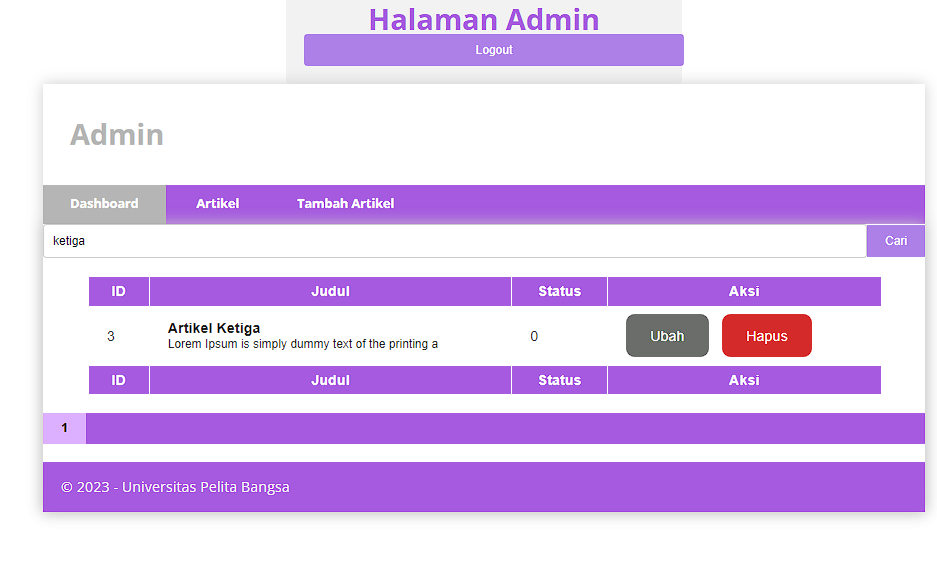 Halaman Admin
Logout
Admin
Dashboard Artikel Tambah Artikel
ketiga Cari
ID Judul Status Aksi
3 Artikel Ketiga 0 Ubah Hapus
Lorem Ipsum is simply dummy text of the printing a
ID Judul Status Aksi
1
© 2023 - Universitas Pelita Bangsa